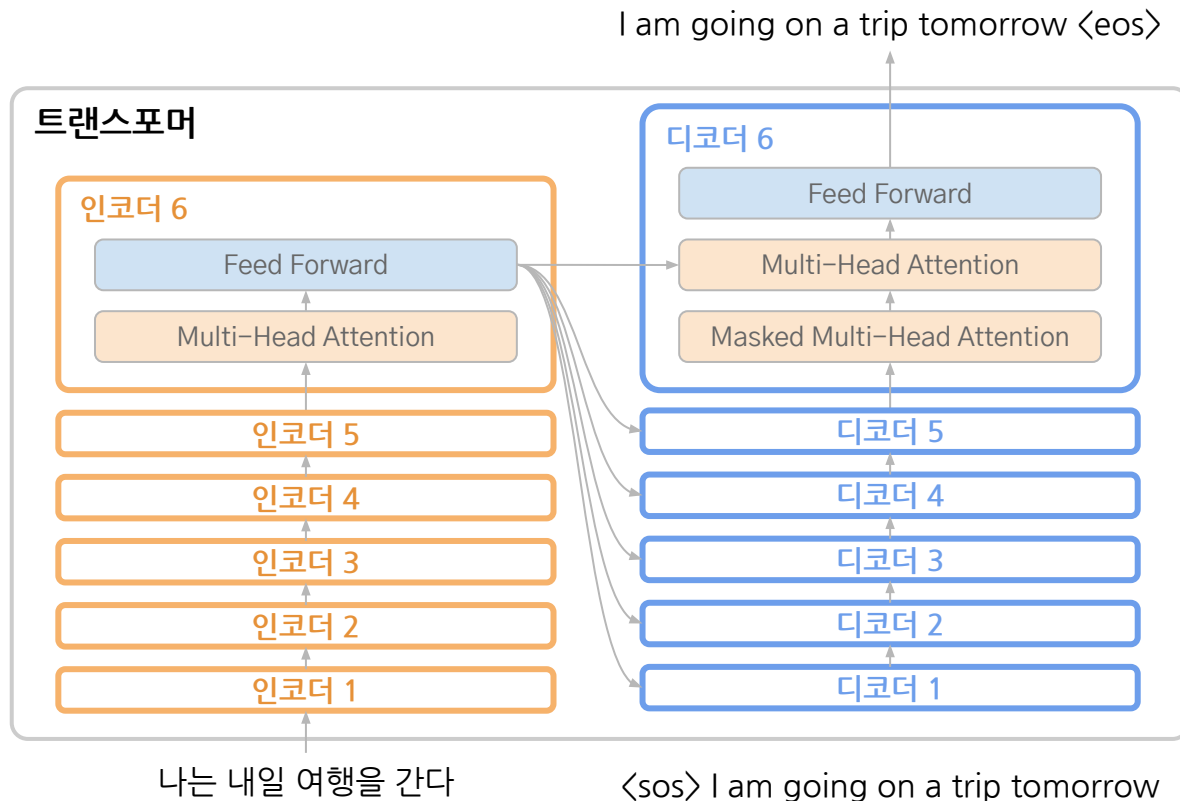 I am going on a trip tomorrow <eos>
트랜스포머
인코더 6
Feed Forward
Multi-Head Attention
인코더 5
인코더 4
인코더 3
인코더 2
인코더 1
나는 내일 여행을 간다
디코더 6
Feed Forward
Multi-Head Attention
Masked Multi-Head Attention
디코더 5
디코더 4
디코더 3
디코더 2
디코더 1
<sos> I am going on a trip tomorrow